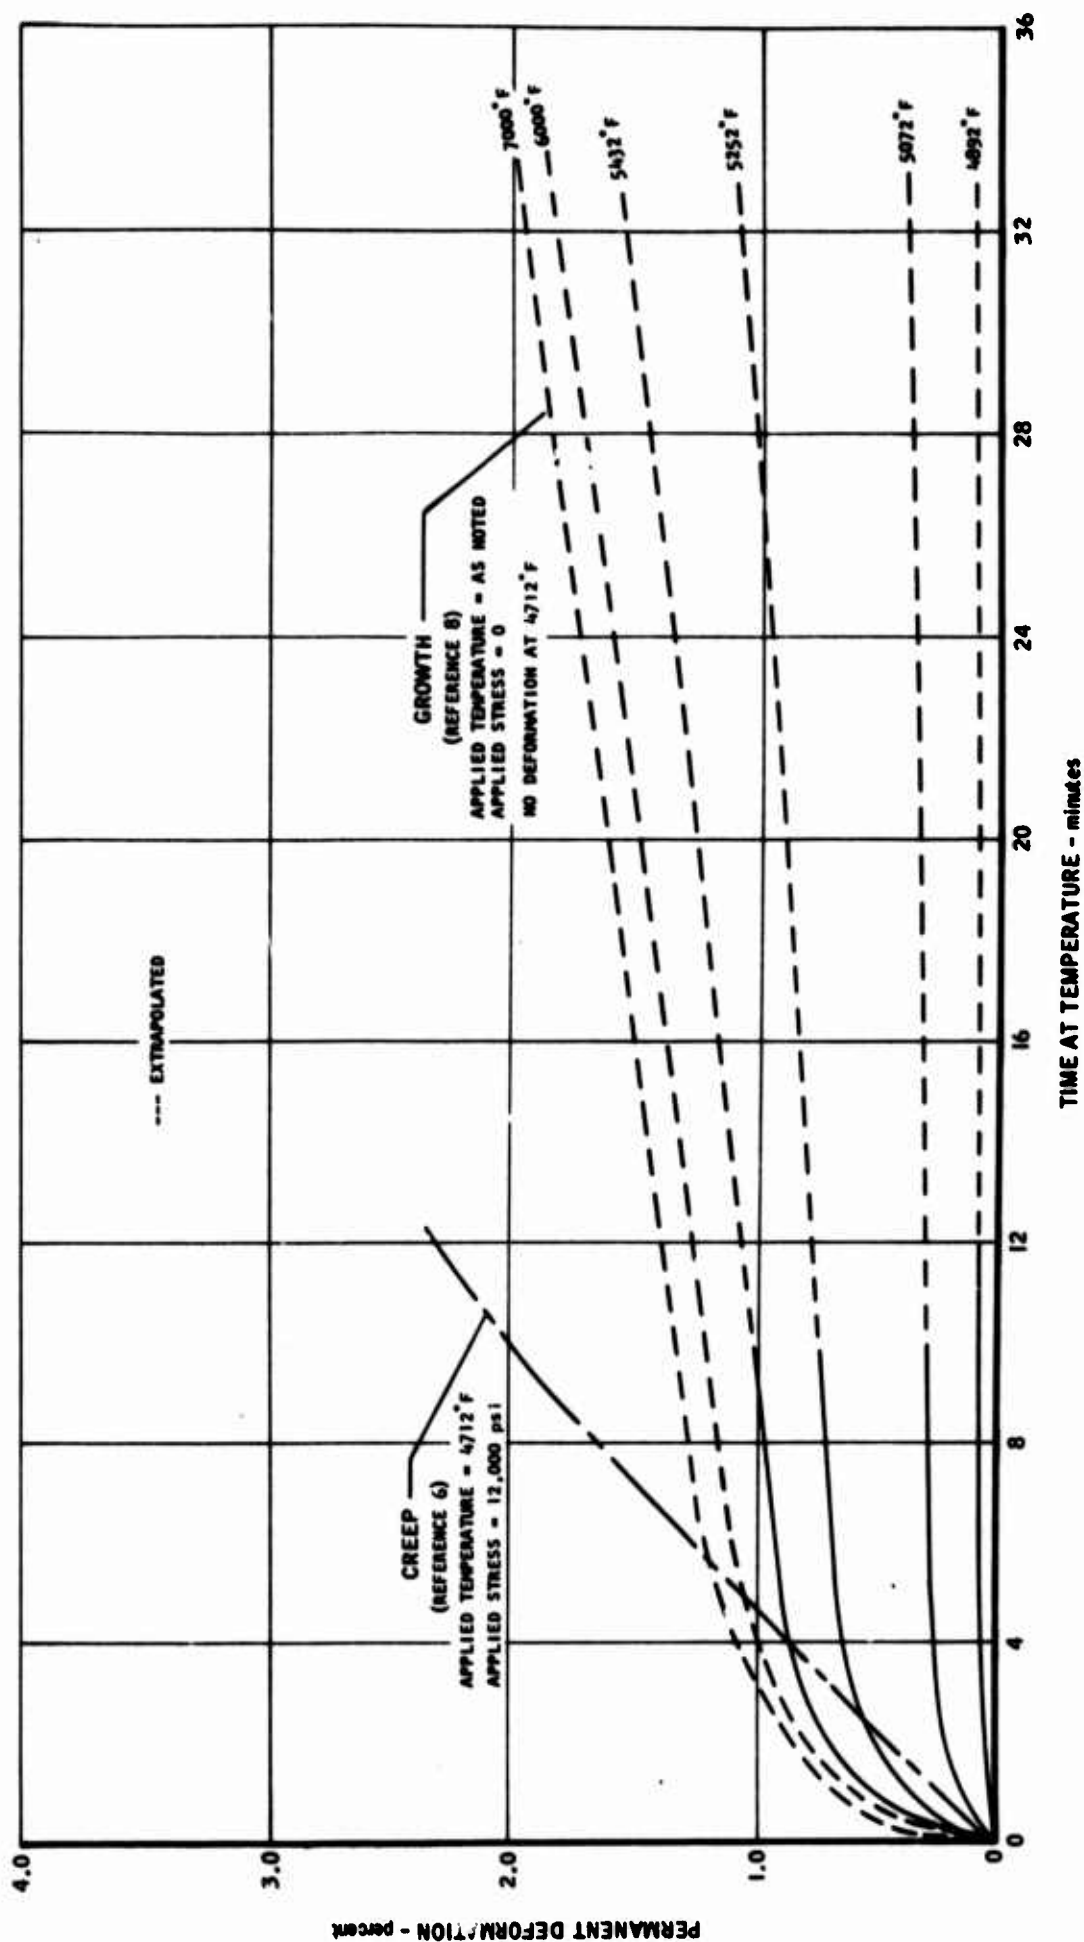 4.0
3.0
2.0
1.0
0
PERMANENT DEFORMATION - percent
--- EXTRAPOLATED
CREEP
(REFERENCE 6)
APPLIED TEMPERATURE = 4712°F
APPLIED STRESS = 12,000 psi
GROWTH
(REFERENCE 8)
APPLIED TEMPERATURE = AS NOTED
APPLIED STRESS = 0
NO DEFORMATION AT 4712°F
7000°F
6000°F
5432°F
5252°F
5072°F
4892°F
0
4
8
12
16
20
24
28
32
36
TIME AT TEMPERATURE - minutes